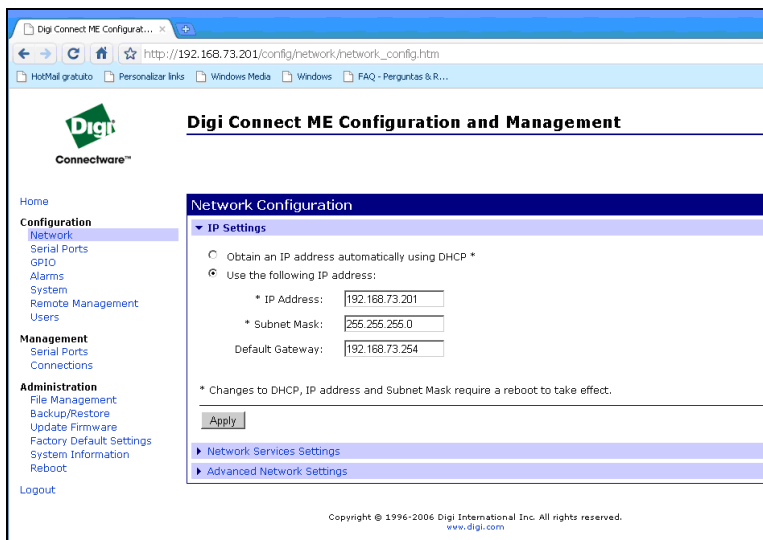 Digi Connect ME Configurat...
http://192.168.73.201/config/network/network_config.htm
HotMail gratuito
Personalizar links
Windows Media
Windows
FAQ - Perguntas & R...
Digi
Connectware™
Digi Connect ME Configuration and Management
Home
Configuration
Network
Serial Ports
GPIO
Alarms
System
Remote Management
Users
Management
Serial Ports
Connections
Administration
File Management
Backup/Restore
Update Firmware
Factory Default Settings
System Information
Reboot
Logout
Network Configuration
IP Settings
Obtain an IP address automatically using DHCP *
Use the following IP address:
* IP Address: 192.168.73.201
* Subnet Mask: 255.255.255.0
Default Gateway: 192.168.73.254
* Changes to DHCP, IP address and Subnet Mask require a reboot to take effect.
Apply
Network Services Settings
Advanced Network Settings
Copyright © 1996-2006 Digi International Inc. All rights reserved.
www.digi.com